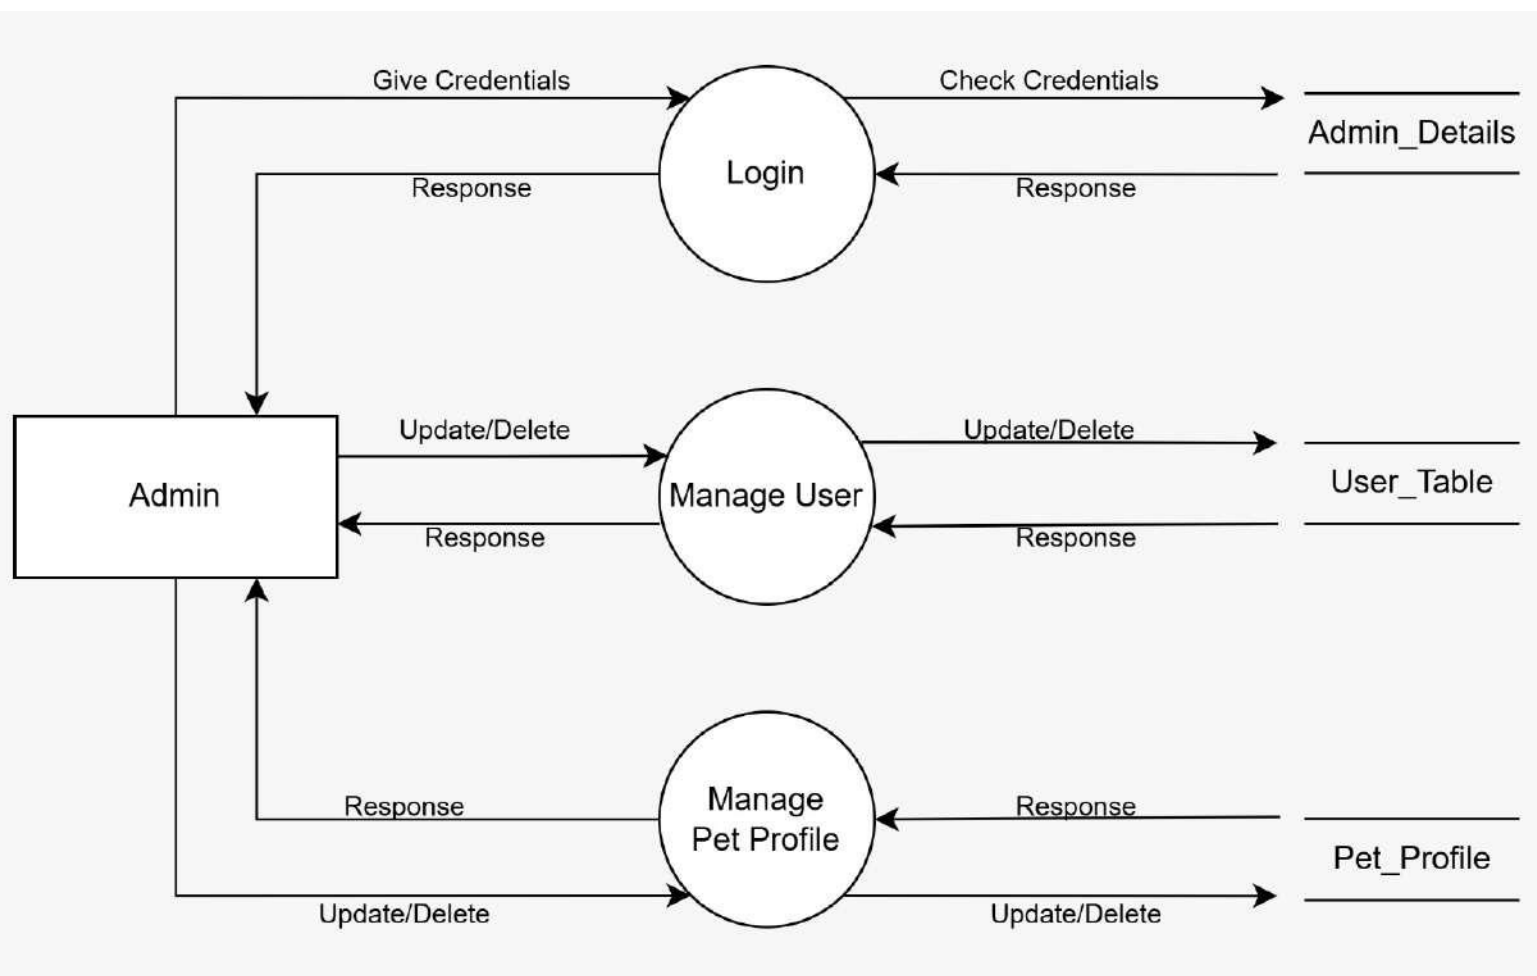 Give Credentials
Check Credentials
Admin_Details
Login
Response
Response
Update/Delete
Update/Delete
User_Table
Admin
Manage User
Response
Response
Manage
Pet Profile
Response
Response
Pet_Profile
Update/Delete
Update/Delete